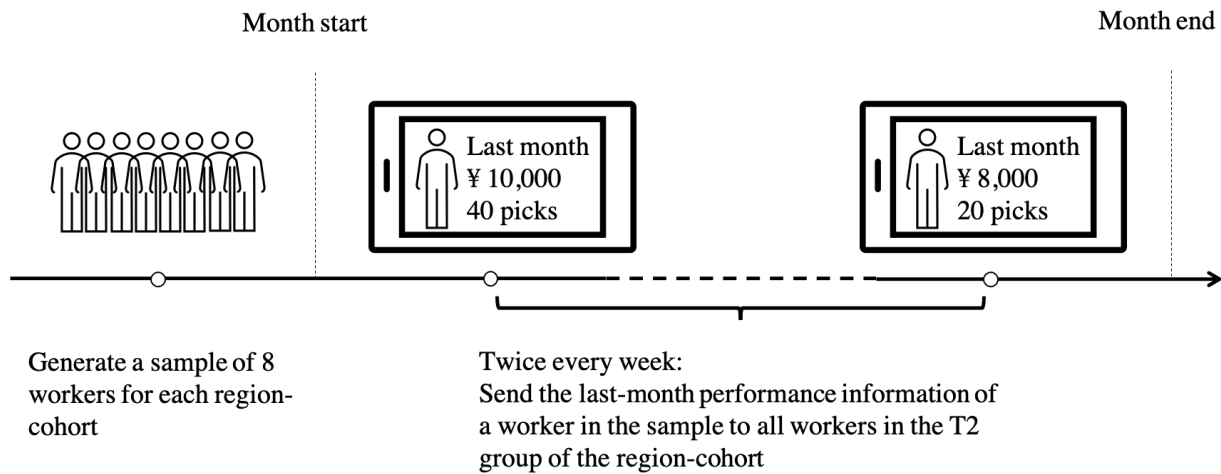 Month start
Month end
Last month
¥ 10,000
40 picks
Last month
¥ 8,000
20 picks
Generate a sample of 8
workers for each region-
cohort
Twice every week:
Send the last-month performance information of
a worker in the sample to all workers in the T2
group of the region-cohort